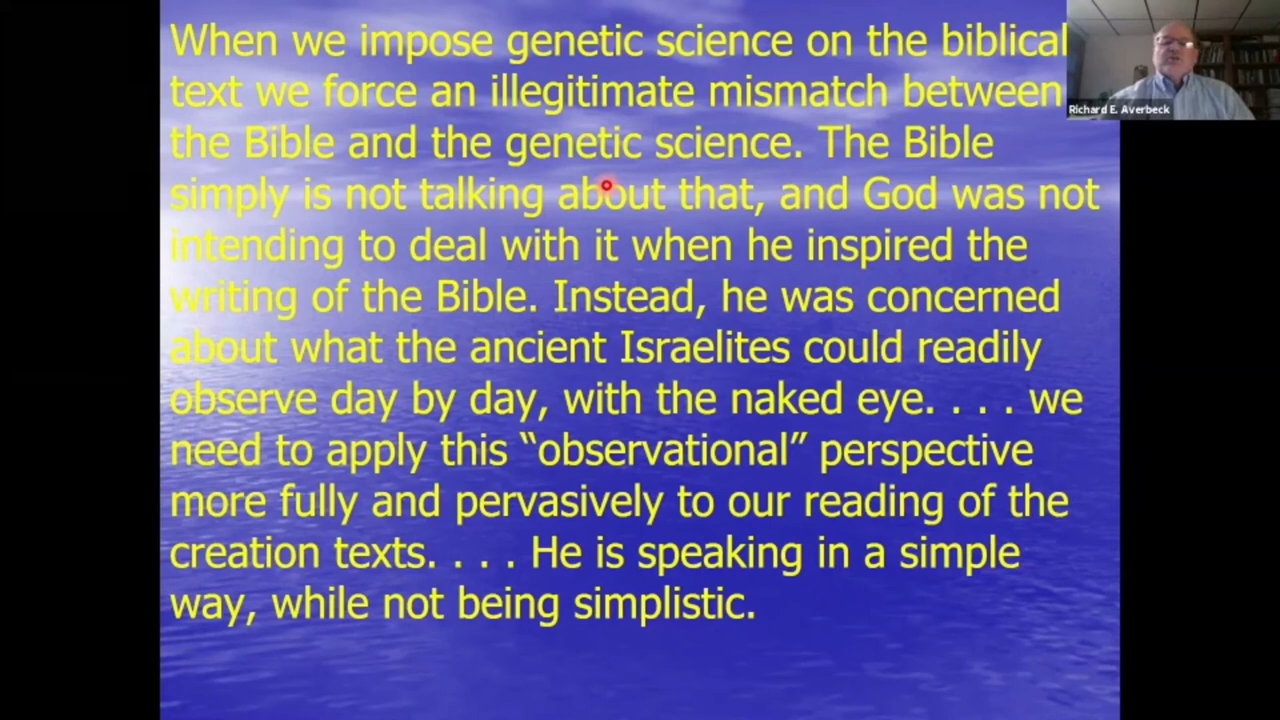 When we impose genetic science on the biblical
text we force an illegitimate mismatch between
the Bible and the genetic science. The Bible
simply is not talking about that, and God was not
intending to deal with it when he inspired the
writing of the Bible. Instead, he was concerned
about what the ancient Israelites could readily
observe day by day, with the naked eye. . . . we
need to apply this “observational” perspective
more fully and pervasively to our reading of the
creation texts. . . . He is speaking in a simple
way, while not being simplistic.
Richard E. Averbeck